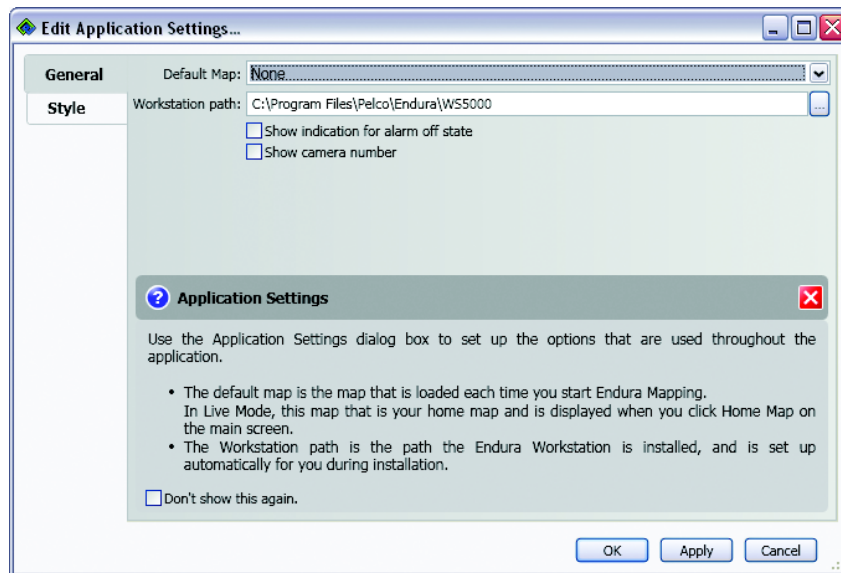 Edit Application Settings...
General
Style
Default Map: None
Workstation path: C:\Program Files\Pelco\Endura\WS5000 ...
Show indication for alarm off state
Show camera number
? Application Settings
Use the Application Settings dialog box to set up the options that are used throughout the
application.
• The default map is the map that is loaded each time you start Endura Mapping.
In Live Mode, this map that is your home map and is displayed when you click Home Map on
the main screen.
• The Workstation path is the path the Endura Workstation is installed, and is set up
automatically for you during installation.
Don't show this again.
OK Apply Cancel